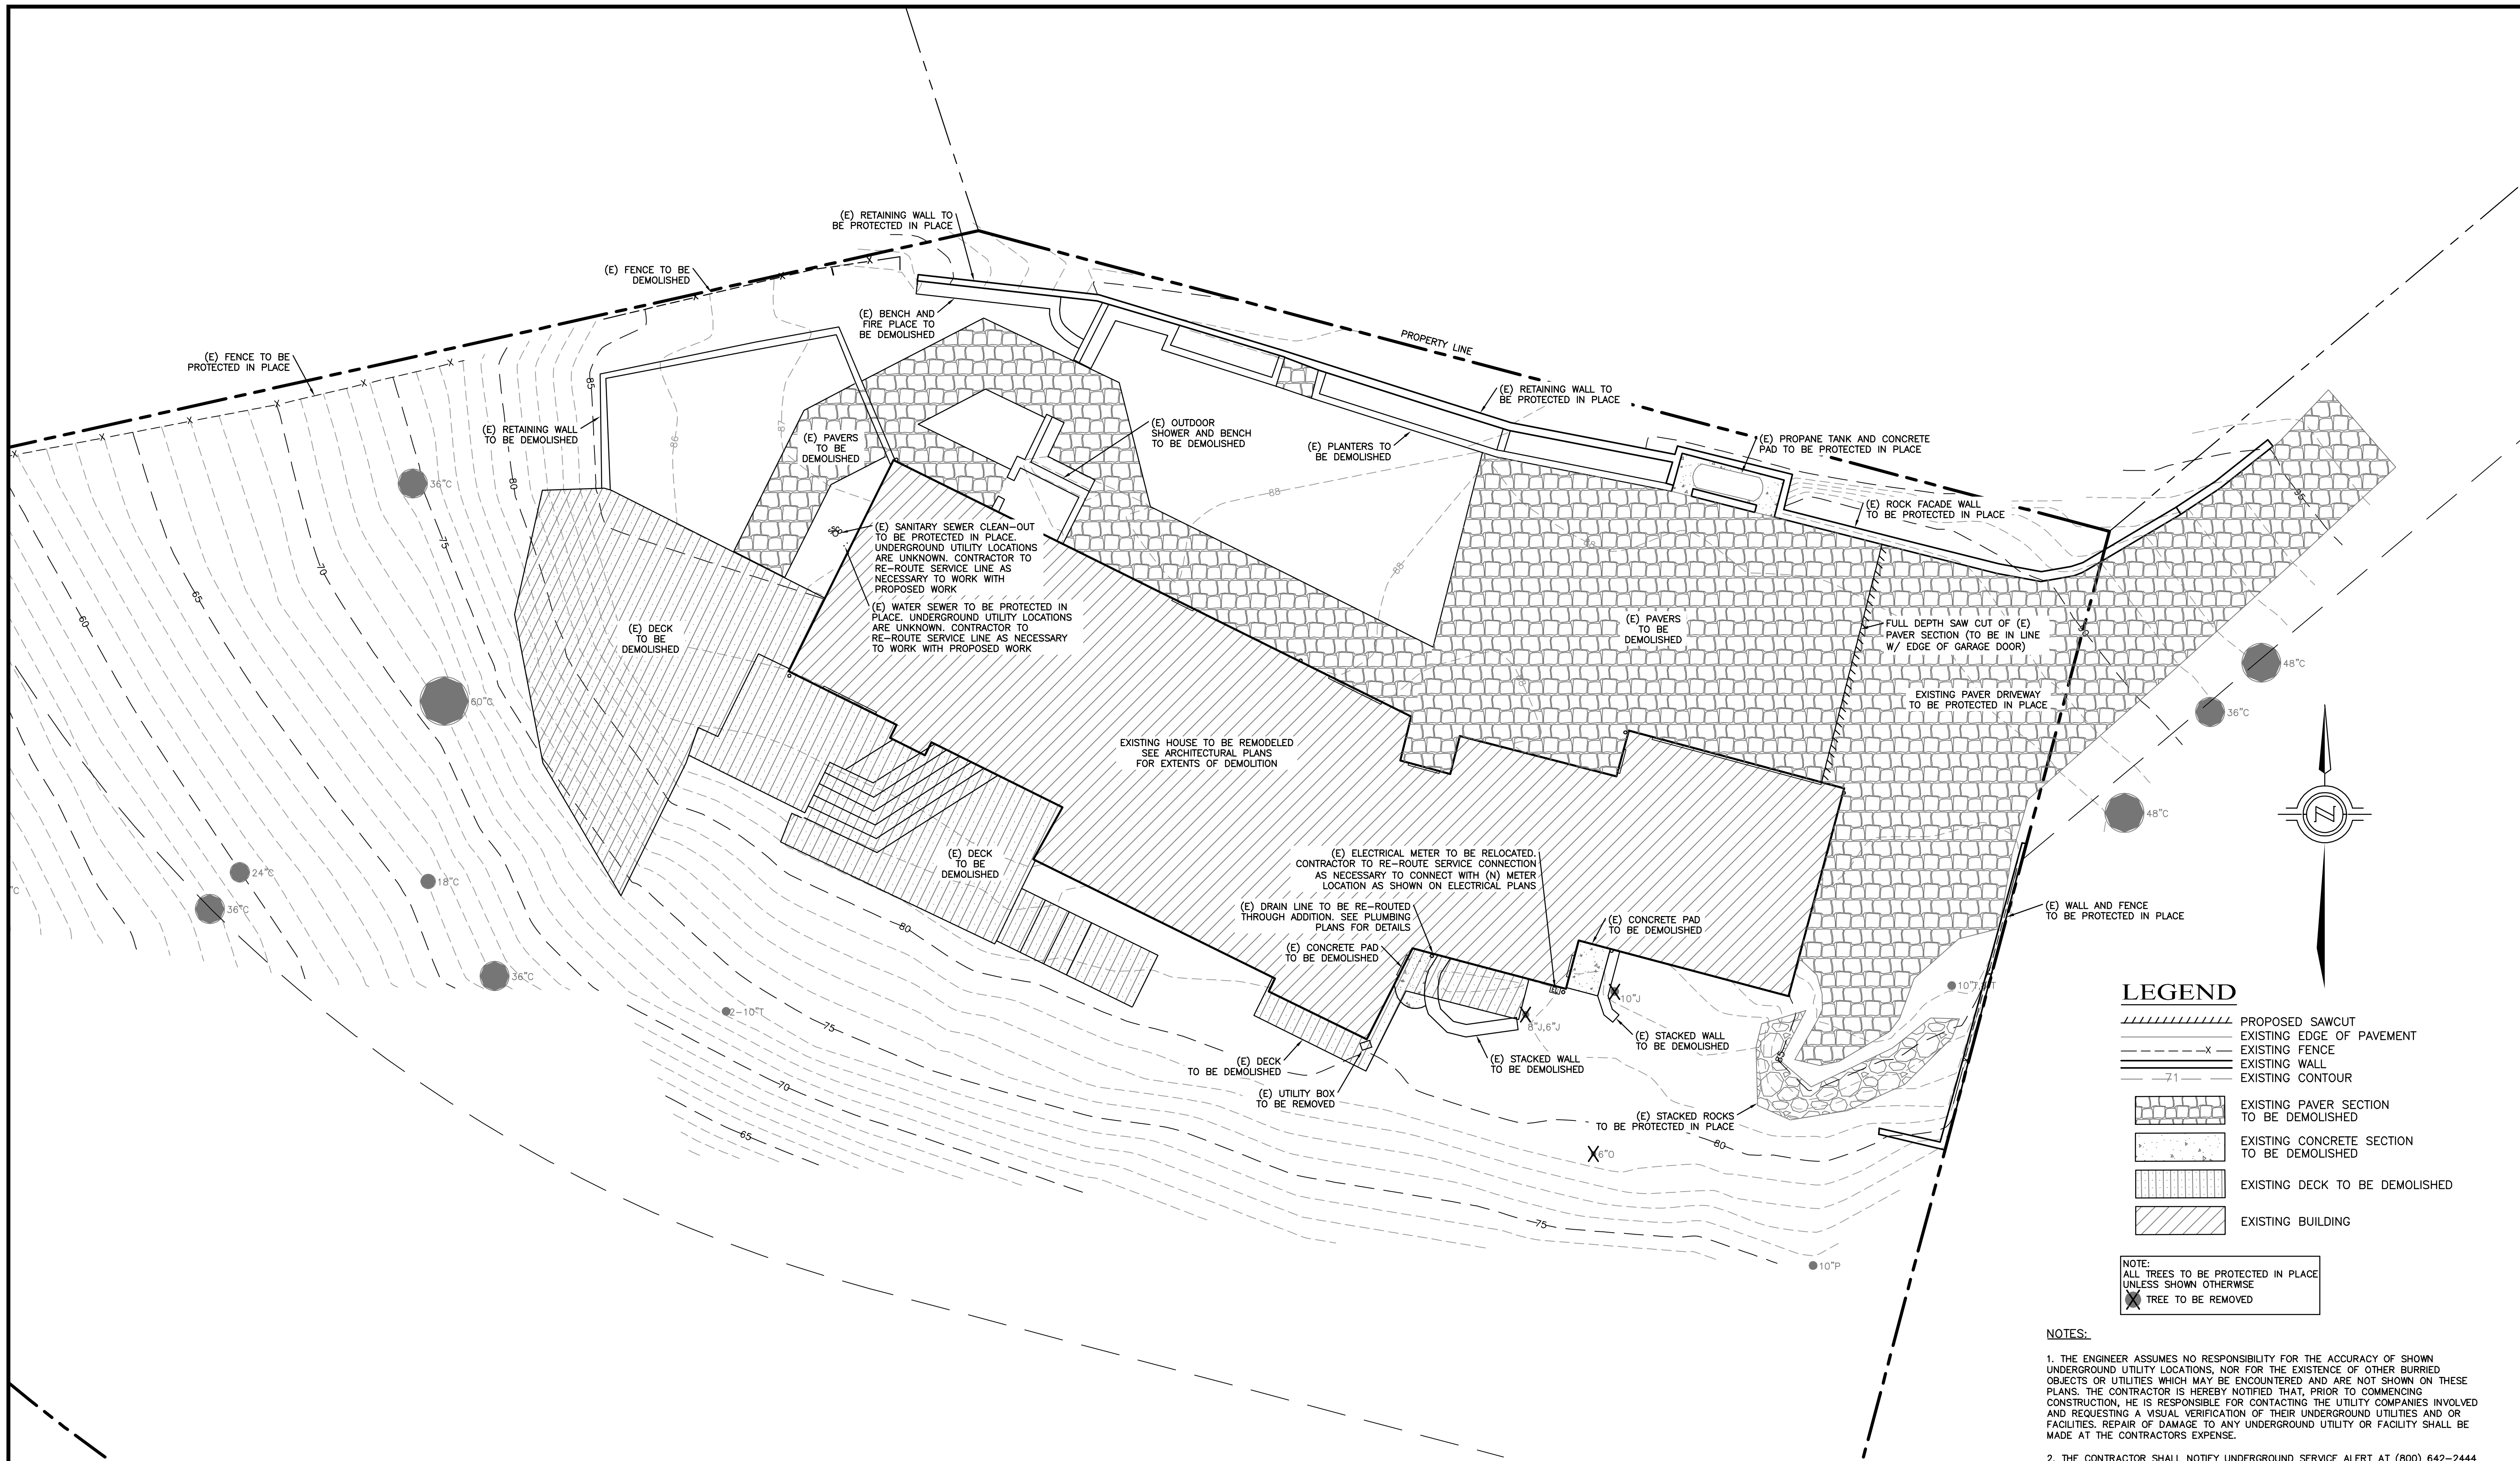 (E) RETAINING WALL TO
BE PROTECTED IN PLACE
(E) FENCE TO BE
DEMOLISHED
(E) BENCH AND
FIRE PLACE TO
BE DEMOLISHED
PROPERTY LINE
(E) FENCE TO BE
PROTECTED IN PLACE
85
86
87
(E) RETAINING WALL
TO BE DEMOLISHED
(E) PAVERS
TO BE
DEMOLISHED
(E) OUTDOOR
SHOWER AND BENCH
TO BE DEMOLISHED
(E) PLANTERS TO
BE DEMOLISHED
(E) RETAINING WALL TO
BE PROTECTED IN PLACE
(E) PROPANE TANK AND CONCRETE
PAD TO BE PROTECTED IN PLACE
(E) ROCK FACADE WALL
TO BE PROTECTED IN PLACE
36"C
80
88
95
(E) SANITARY SEWER CLEAN-OUT
TO BE PROTECTED IN PLACE.
UNDERGROUND UTILITY LOCATIONS
ARE UNKNOWN. CONTRACTOR TO
RE-ROUTE SERVICE LINE AS
NECESSARY TO WORK WITH
PROPOSED WORK
75
70
65
60
88
(E) WATER SEWER TO BE PROTECTED IN
PLACE. UNDERGROUND UTILITY LOCATIONS
ARE UNKNOWN. CONTRACTOR TO
RE-ROUTE SERVICE LINE AS NECESSARY
TO WORK WITH PROPOSED WORK
(E) DECK
TO BE
DEMOLISHED
(E) PAVERS
TO BE
DEMOLISHED
FULL DEPTH SAW CUT OF (E)
PAVER SECTION (TO BE IN LINE
W/ EDGE OF GARAGE DOOR)
90
48"C
EXISTING PAVER DRIVEWAY
TO BE PROTECTED IN PLACE
60"C
36"C
EXISTING HOUSE TO BE REMODELED
SEE ARCHITECTURAL PLANS
FOR EXTENTS OF DEMOLITION
48"C
N
(E) DECK
TO BE
DEMOLISHED
(E) ELECTRICAL METER TO BE RELOCATED.
CONTRACTOR TO RE-ROUTE SERVICE CONNECTION
AS NECESSARY TO CONNECT WITH (N) METER
LOCATION AS SHOWN ON ELECTRICAL PLANS
24"C
18"C
"C
36"C
(E) DRAIN LINE TO BE RE-ROUTED
THROUGH ADDITION. SEE PLUMBING
PLANS FOR DETAILS
(E) CONCRETE PAD
TO BE DEMOLISHED
(E) WALL AND FENCE
TO BE PROTECTED IN PLACE
80
(E) CONCRETE PAD
TO BE DEMOLISHED
36"C
2-10"T
75
10"J
8"J,6"J
(E) STACKED WALL
TO BE DEMOLISHED
(E) STACKED WALL
TO BE DEMOLISHED
85
(E) DECK
TO BE DEMOLISHED
70
(E) UTILITY BOX
TO BE REMOVED
(E) STACKED ROCKS
TO BE PROTECTED IN PLACE
65
80
6"O
75
10"P
LEGEND
PROPOSED SAWCUT
EXISTING EDGE OF PAVEMENT
X EXISTING FENCE
EXISTING WALL
71 EXISTING CONTOUR
EXISTING PAVER SECTION
TO BE DEMOLISHED
EXISTING CONCRETE SECTION
TO BE DEMOLISHED
EXISTING DECK TO BE DEMOLISHED
EXISTING BUILDING
NOTE:
ALL TREES TO BE PROTECTED IN PLACE
UNLESS SHOWN OTHERWISE
TREE TO BE REMOVED
NOTES:
1. THE ENGINEER ASSUMES NO RESPONSIBILITY FOR THE ACCURACY OF SHOWN
UNDERGROUND UTILITY LOCATIONS, NOR FOR THE EXISTENCE OF OTHER BURRIED
OBJECTS OR UTILITIES WHICH MAY BE ENCOUNTERED AND ARE NOT SHOWN ON THESE
PLANS. THE CONTRACTOR IS HEREBY NOTIFIED THAT, PRIOR TO COMMENCING
CONSTRUCTION, HE IS RESPONSIBLE FOR CONTACTING THE UTILITY COMPANIES INVOLVED
AND REQUESTING A VISUAL VERIFICATION OF THEIR UNDERGROUND UTILITIES AND OR
FACILITIES. REPAIR OF DAMAGE TO ANY UNDERGROUND UTILITY OR FACILITY SHALL BE
MADE AT THE CONTRACTORS EXPENSE.
2. THE CONTRACTOR SHALL NOTIFY UNDERGROUND SERVICE ALERT AT (800) 642-2444